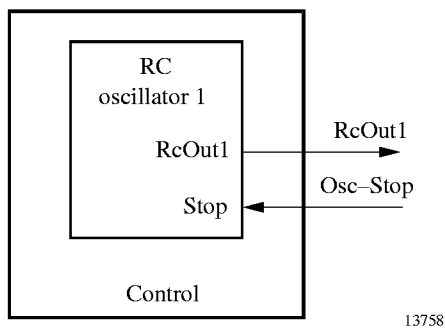 RC
oscillator 1
RcOut1
RcOut1
Osc–Stop
Stop
Control
13758